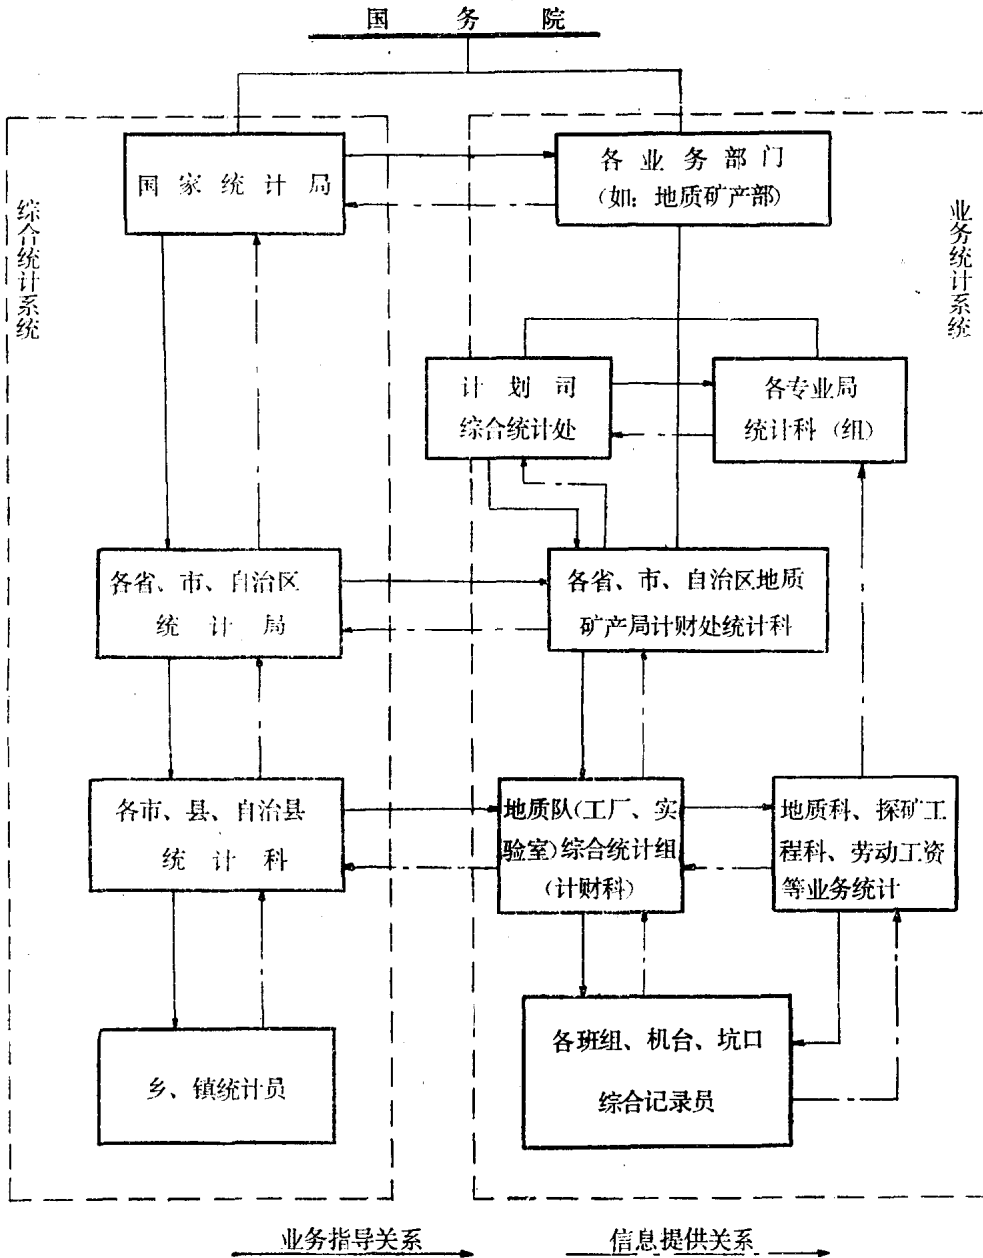 国务院
国家统计局
各业务部门
（如：地质矿产部）
综合统计系统
业务统计系统
计划司
综合统计处
各专业局
统计科（组）
各省、市、自治区
统计局
各省、市、自治区地质
矿产局计财处统计科
各市、县、自治县
统计科
地质队（工厂、实
验室）综合统计组
（计财科）
地质科、探矿工
程科、劳动工资
等业务统计
乡、镇统计员
各班组、机台、坑口
综合记录员
业务指导关系
信息提供关系